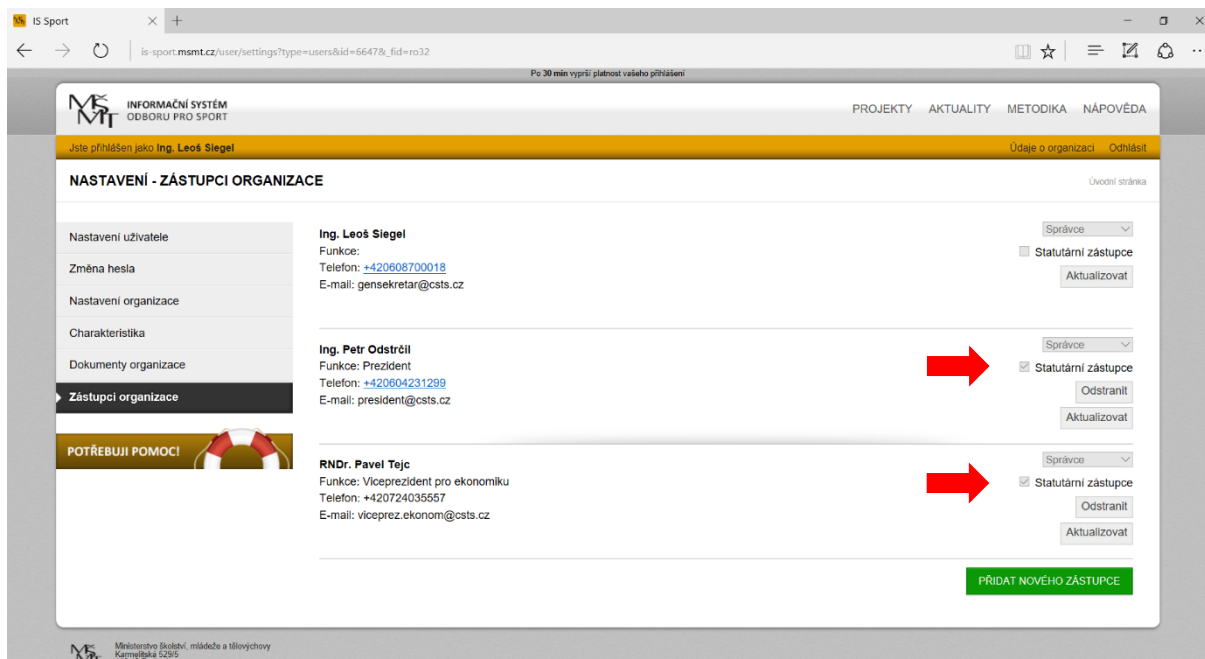 IS Sport
is-sport.msmt.cz/user/settings?type=users&id=6647&_fid=ro32
Po 30 min vyprší platnost vašeho přihlášení
MŠMT INFORMAČNÍ SYSTÉM
ODBORU PRO SPORT
PROJEKTY AKTUALITY METODIKA NÁPOVĚDA
Jste přihlášen jako Ing. Leoš Siegel
Údaje o organizaci Odhlásit
NASTAVENÍ - ZÁSTUPCI ORGANIZACE
Úvodní stránka
Nastavení uživatele
Změna hesla
Nastavení organizace
Charakteristika
Dokumenty organizace
Zástupci organizace
POTŘEBUJI POMOC!
Ing. Leoš Siegel
Funkce:
Telefon: +420608700018
E-mail: gensekretar@csts.cz
Správce
Statutární zástupce
Aktualizovat
Ing. Petr Odstrčil
Funkce: Prezident
Telefon: +420604231299
E-mail: president@csts.cz
Správce
Statutární zástupce
Odstranit
Aktualizovat
RNDr. Pavel Tejc
Funkce: Viceprezident pro ekonomiku
Telefon: +420724035557
E-mail: viceprez.ekonom@csts.cz
Správce
Statutární zástupce
Odstranit
Aktualizovat
PŘIDAT NOVÉHO ZÁSTUPCE
Ministerstvo školství, mládeže a tělovýchovy
Karmelitská 529/5